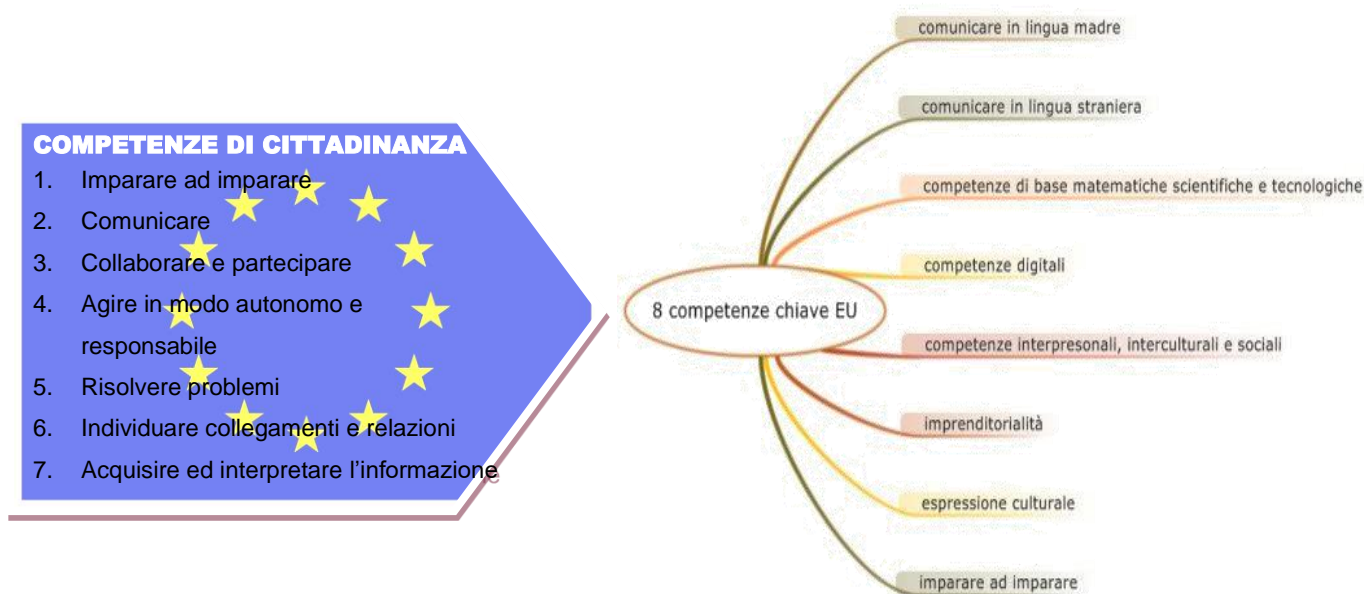 COMPETENZE DI CITTADINANZA
1. Imparare ad imparare
2. Comunicare
3. Collaborare e partecipare
4. Agire in modo autonomo e
responsabile
5. Risolvere problemi
6. Individuare collegamenti e relazioni
7. Acquisire ed interpretare l'informazione
8 competenze chiave EU
comunicare in lingua madre
comunicare in lingua straniera
competenze di base matematiche scientifiche e tecnologiche
competenze digitali
competenze interpresonali, interculturali e sociali
imprenditorialità
espressione culturale
imparare ad imparare